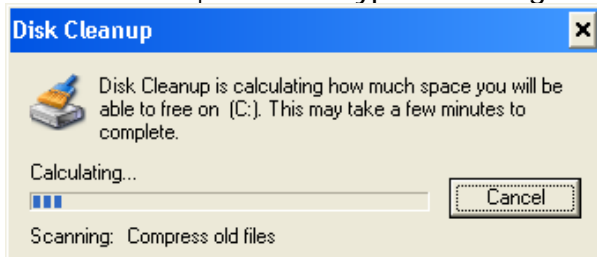 Disk Cleanup
Disk Cleanup is calculating how much space you will be
able to free on (C:). This may take a few minutes to
complete.
Calculating...
Cancel
Scanning: Compress old files